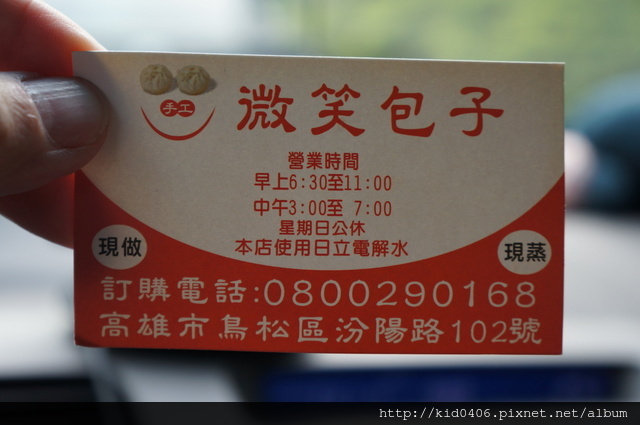 手工
微笑包子
營業時間
早上6:30至11:00
中午3:00至 7:00
星期日公休
本店使用日立電解水
現做
現蒸
訂購電話:0800290168
高雄市鳥松區汾陽路102號
http://kid0406.pixnet.net/album